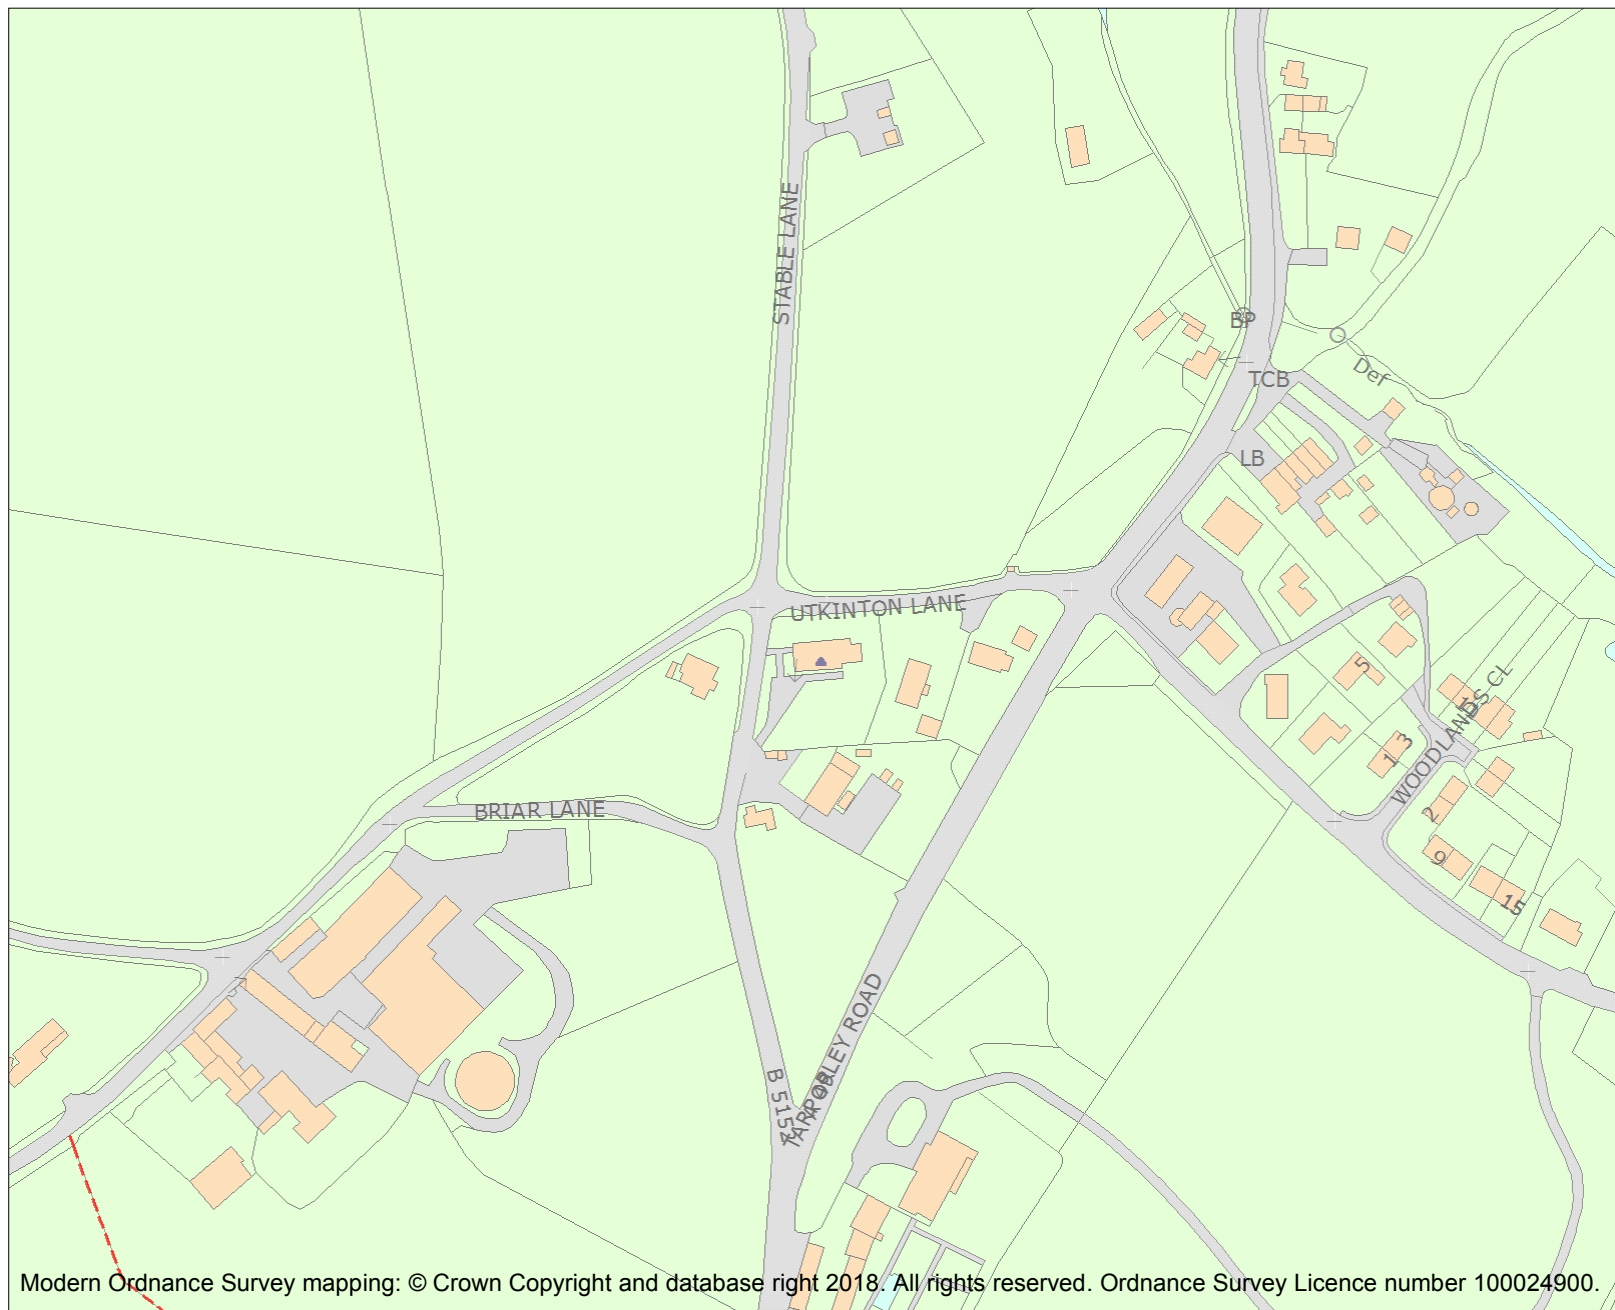 STABLE LANE
BP
TCB
Def
LB
UTKINTON LANE
5
WOODLANDS CL
3
1
2
9
15
BRIAR LANE
B 5152
TARPORLEY ROAD
Modern Ordnance Survey mapping: © Crown Copyright and database right 2018. All rights reserved. Ordnance Survey Licence number 100024900.